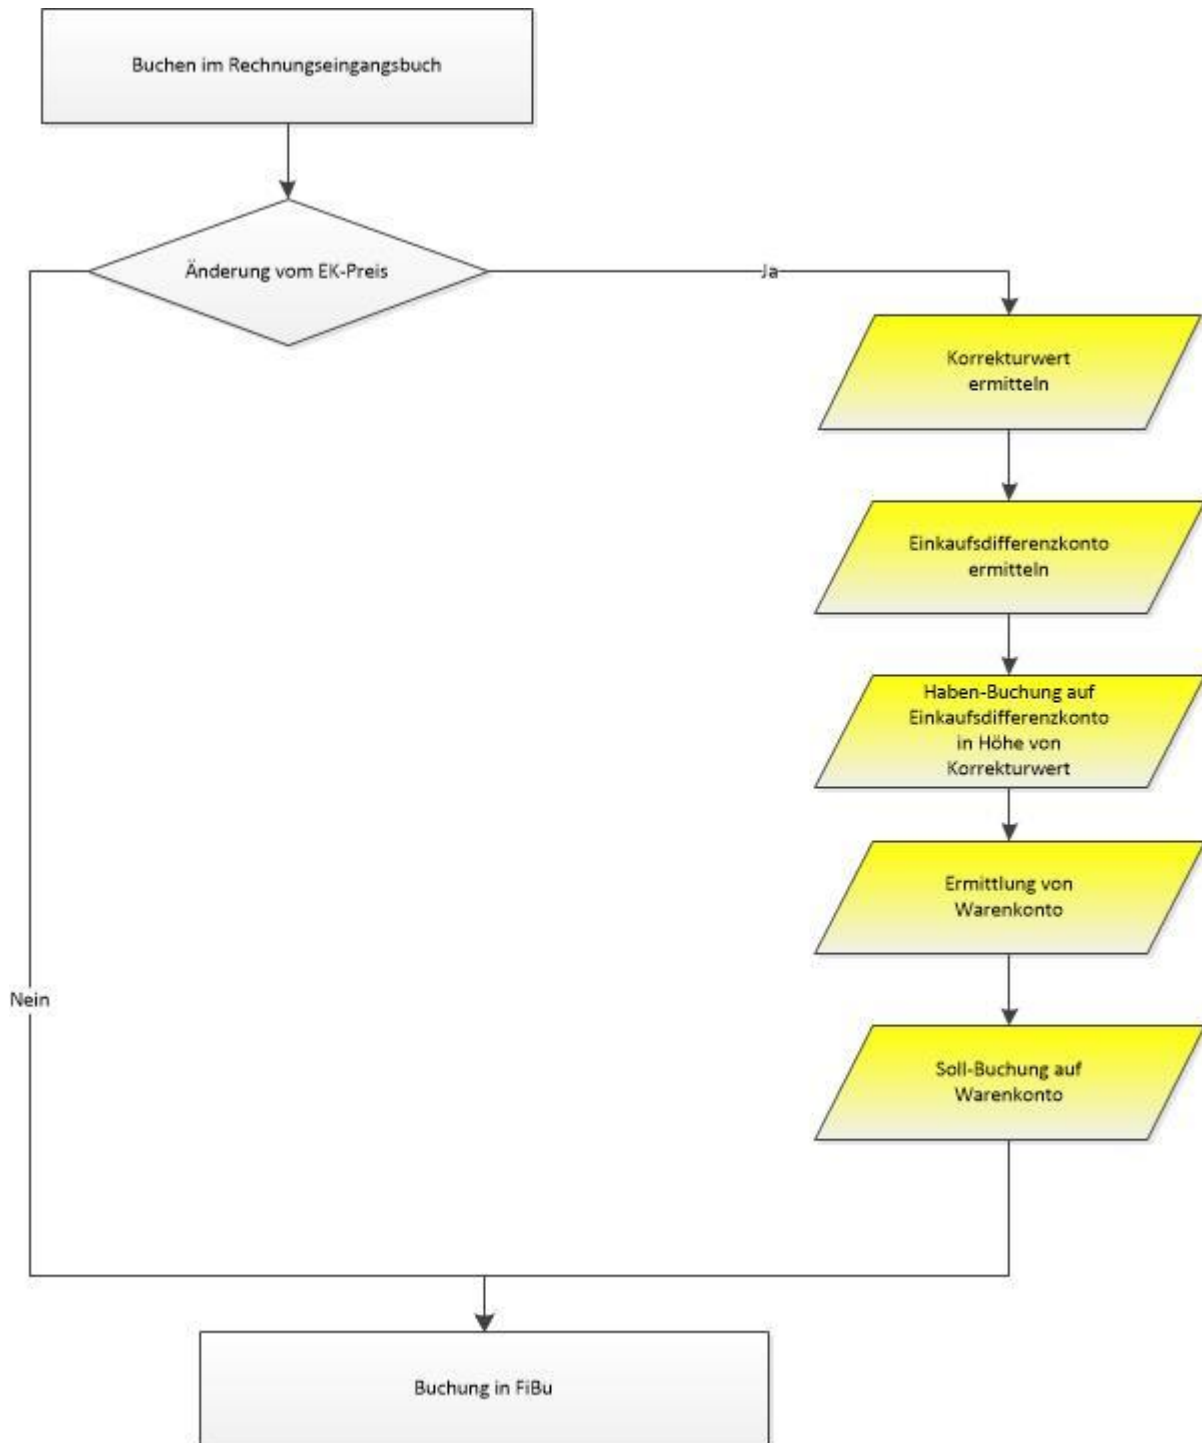 Buchen im Rechnungseingangsbuch
Änderung vom EK-Preis
Ja
Korrekturwert
ermitteln
Einkaufsdifferenzkonto
ermitteln
Haben-Buchung auf
Einkaufsdifferenzkonto
in Höhe von
Korrekturwert
Ermittlung von
Warenkonto
Nein
Soll-Buchung auf
Warenkonto
Buchung in FiBu